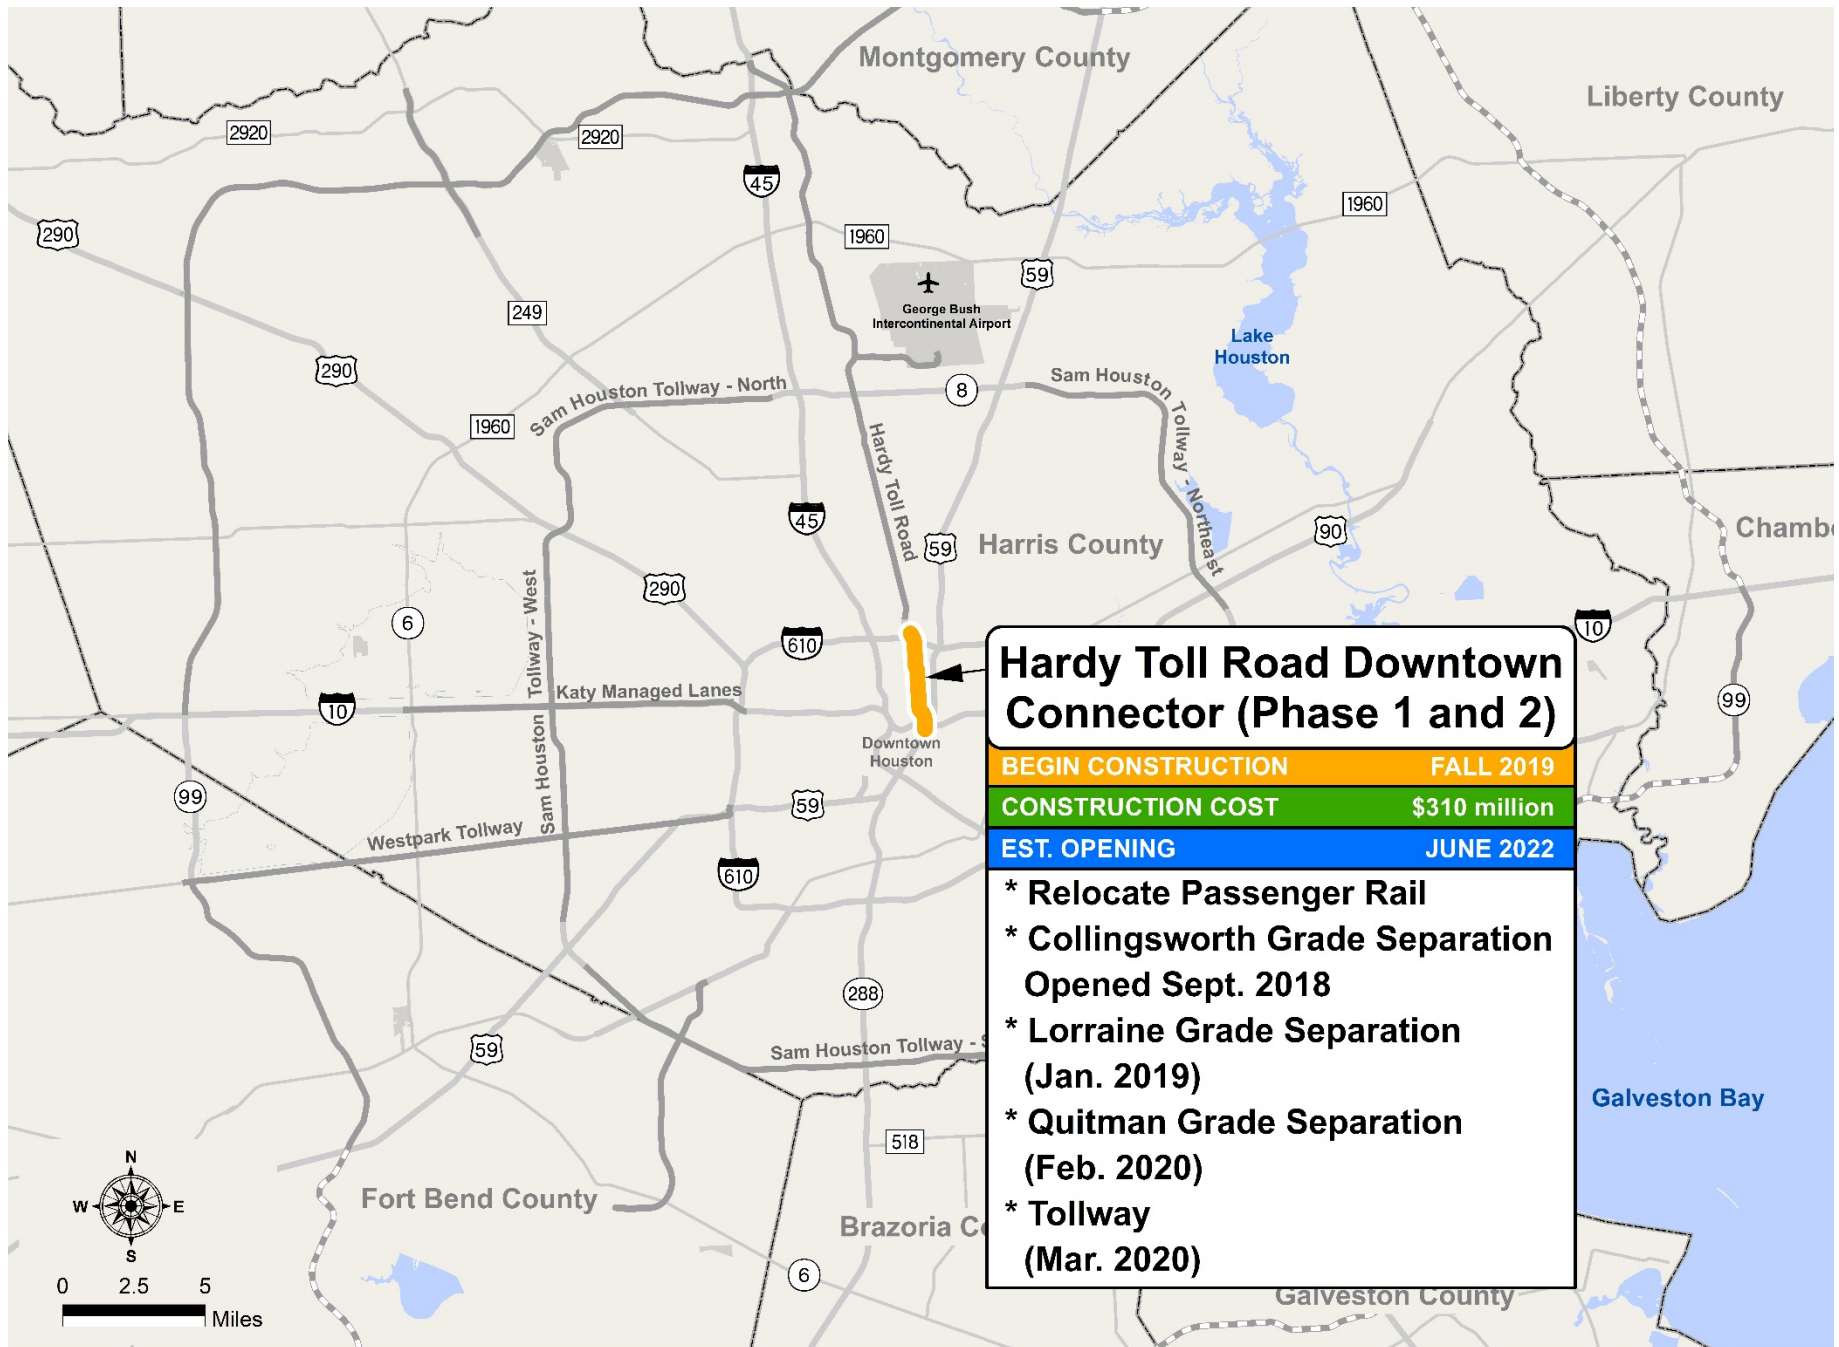 Montgomery County
Liberty County
2920
2920
45
290
1960
1960
59
George Bush
Intercontinental Airport
249
Lake
Houston
290
Sam Houston Tollway - North
8
Sam Houston Tollway - Northeast
1960
Hardy Toll Road
45
59
Harris County
90
Chambe
290
Sam Houston Tollway - West
6
610
10
Hardy Toll Road Downtown
Connector (Phase 1 and 2)
Katy Managed Lanes
10
99
Downtown
Houston
BEGIN CONSTRUCTION FALL 2019
99
59
CONSTRUCTION COST $310 million
Westpark Tollway
EST. OPENING JUNE 2022
610
* Relocate Passenger Rail
* Collingsworth Grade Separation
Opened Sept. 2018
288
* Lorraine Grade Separation
(Jan. 2019)
59
Sam Houston Tollway -
Galveston Bay
* Quitman Grade Separation
(Feb. 2020)
518
N
W E
S
Fort Bend County
Brazoria Co
* Tollway
(Mar. 2020)
6
Galveston County
0 2.5 5
Miles